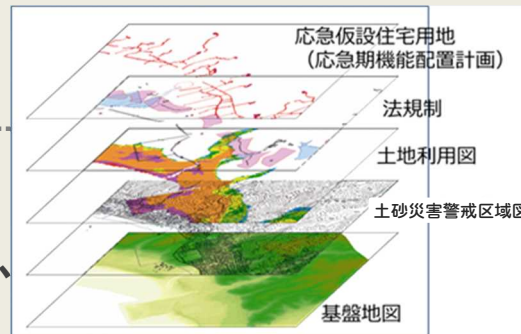 応急仮設住宅用地
（応急期機能配置計画）
法規制
土地利用図
土砂災害警戒区域図
基盤地図